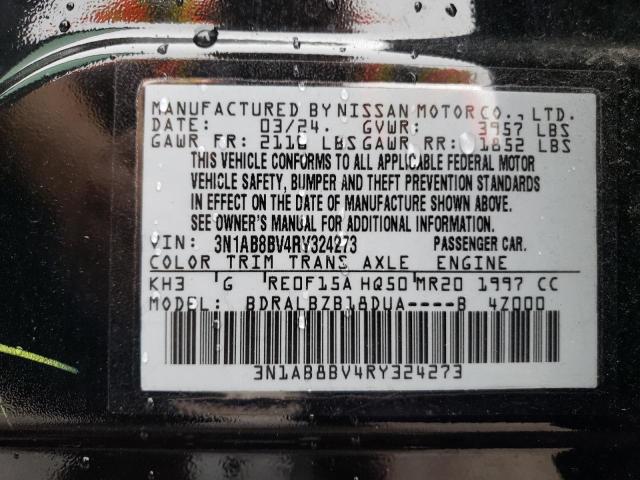 MANUFACTURED BY NISSAN MOTOR CO., LTD.
DATE: 03/24. GVWR: 3957 LBS
GAWR FR: 2118 LBS GAWR RR: 1852 LBS
THIS VEHICLE CONFORMS TO ALL APPLICABLE FEDERAL MOTOR
VEHICLE SAFETY, BUMPER AND THEFT PREVENTION STANDARDS
IN EFFECT ON THE DATE OF MANUFACTURE SHOWN ABOVE.
SEE OWNER'S MANUAL FOR ADDITIONAL INFORMATION.
VIN: 3N1AB8BV4RY324273 PASSENGER CAR.
COLOR TRIM TRANS AXLE ENGINE
KH3 G RE0F15A HQ50 MR20 1997 CC
MODEL: BDRALBZB18DUA----B 4Z000
3N1AB8BV4RY324273